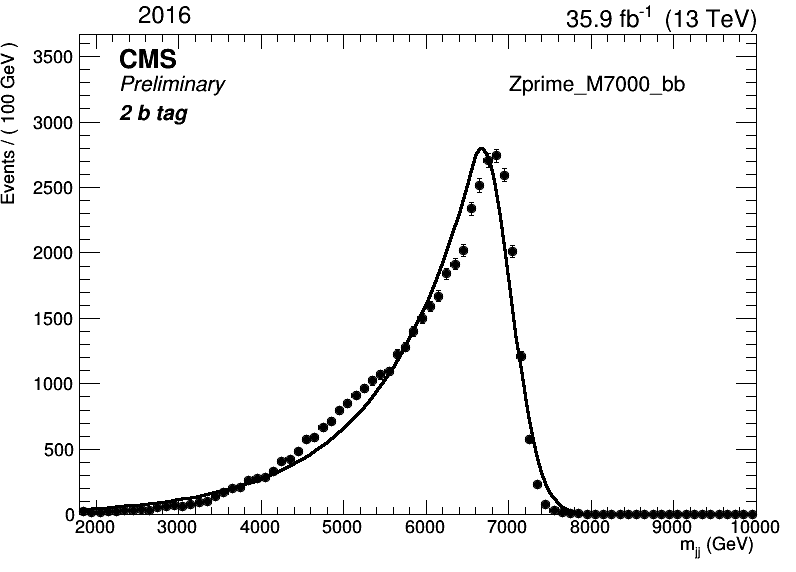 2016
35.9 fb-1 (13 TeV)
CMS
Preliminary
2 b tag
Zprime_M7000_bb
Events / ( 100 GeV )
3500
3000
2500
2000
1500
1000
500
0
2000 3000 4000 5000 6000 7000 8000 9000 10000
mjj (GeV)